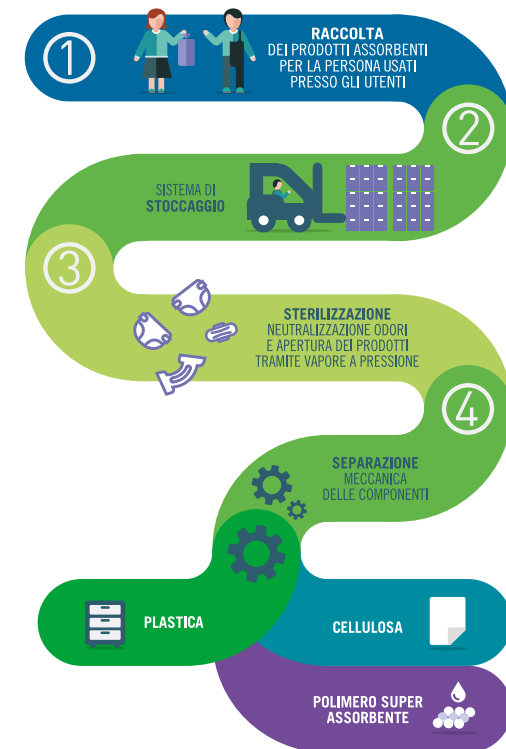 1
RACCOLTA
DEI PRODOTTI ASSORBENTI
PER LA PERSONA USATI
PRESSO GLI UTENTI
2
SISTEMA DI
STOCCAGGIO
3
STERILIZZAZIONE
NEUTRALIZZAZIONE ODORI
E APERTURA DEI PRODOTTI
TRAMITE VAPORE A PRESSIONE
4
SEPARAZIONE
MECCANICA
DELLE COMPONENTI
PLASTICA
CELLULOSA
POLIMERO SUPER
ASSORBENTE